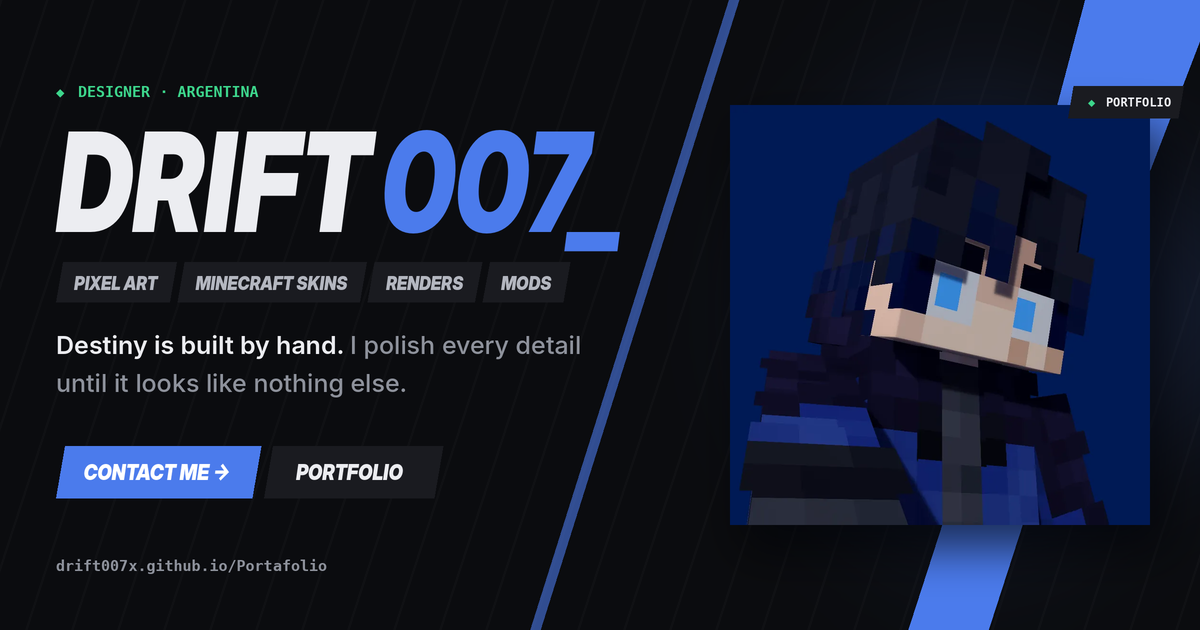 ◆ DESIGNER · ARGENTINA
DRIFT 007_
PIXEL ART MINECRAFT SKINS RENDERS MODS
Destiny is built by hand. I polish every detail
until it looks like nothing else.
CONTACT ME → PORTFOLIO
drift007x.github.io/Portafolio
◆ PORTFOLIO